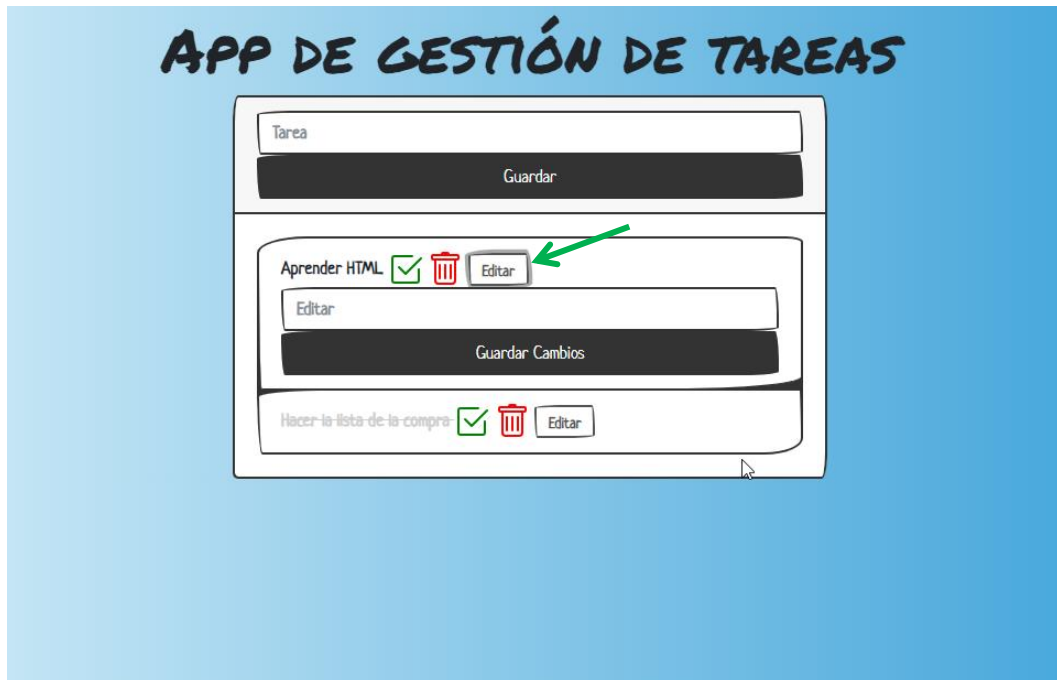 App de gestión de tareas
Tarea
Guardar
Aprender HTML Editar
Editar
Guardar Cambios
Hacer la lista de la compra Editar